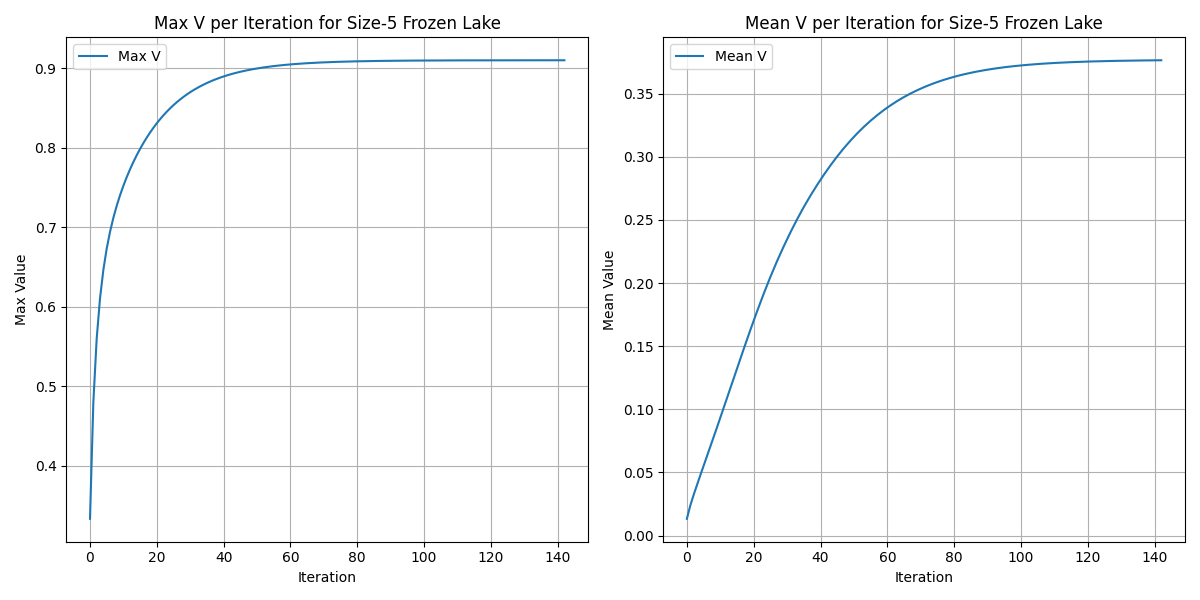 Max V per Iteration for Size-5 Frozen Lake
Max V
Max Value
0.9
0.8
0.7
0.6
0.5
0.4
0 20 40 60 80 100 120 140
Iteration
Mean V per Iteration for Size-5 Frozen Lake
Mean V
Mean Value
0.35
0.30
0.25
0.20
0.15
0.10
0.05
0.00
0 20 40 60 80 100 120 140
Iteration